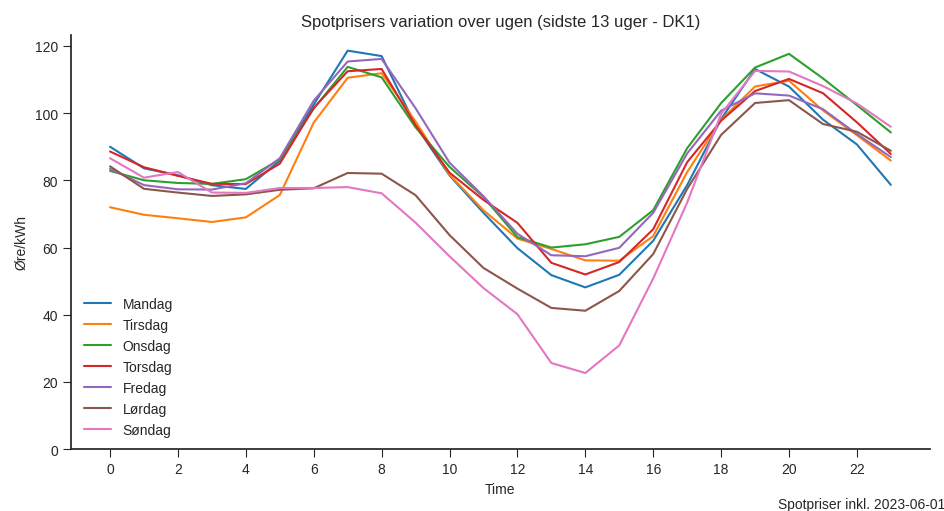 Spotprisers variation over ugen (sidste 13 uger - DK1)
Øre/kWh
120
100
80
60
40
20
0
Mandag
Tirsdag
Onsdag
Torsdag
Fredag
Lørdag
Søndag
0 2 4 6 8 10 12 14 16 18 20 22
Time
Spotpriser inkl. 2023-06-01